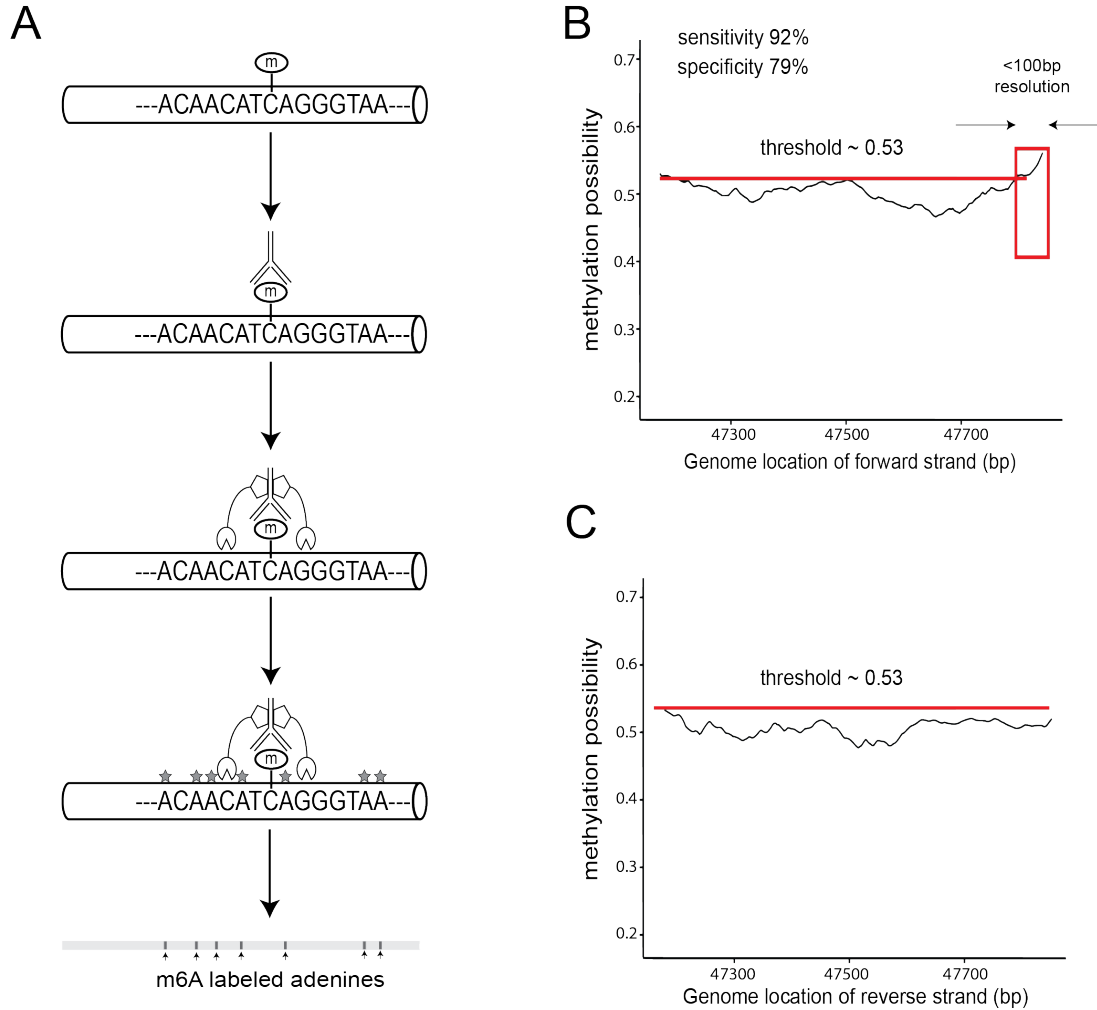 A
m
---ACAACATCAGGGTAA---
m
---ACAACATCAGGGTAA---
m
---ACAACATCAGGGTAA---
m
---ACAACATCAGGGTAA---
m6A labeled adenines
B
sensitivity 92%
specificity 79%
<100bp
resolution
threshold ~ 0.53
methylation possibility
0.7
0.6
0.5
0.4
0.3
0.2
47300 47500 47700
Genome location of forward strand (bp)
C
threshold ~ 0.53
methylation possibility
0.7
0.6
0.5
0.4
0.3
0.2
47300 47500 47700
Genome location of reverse strand (bp)